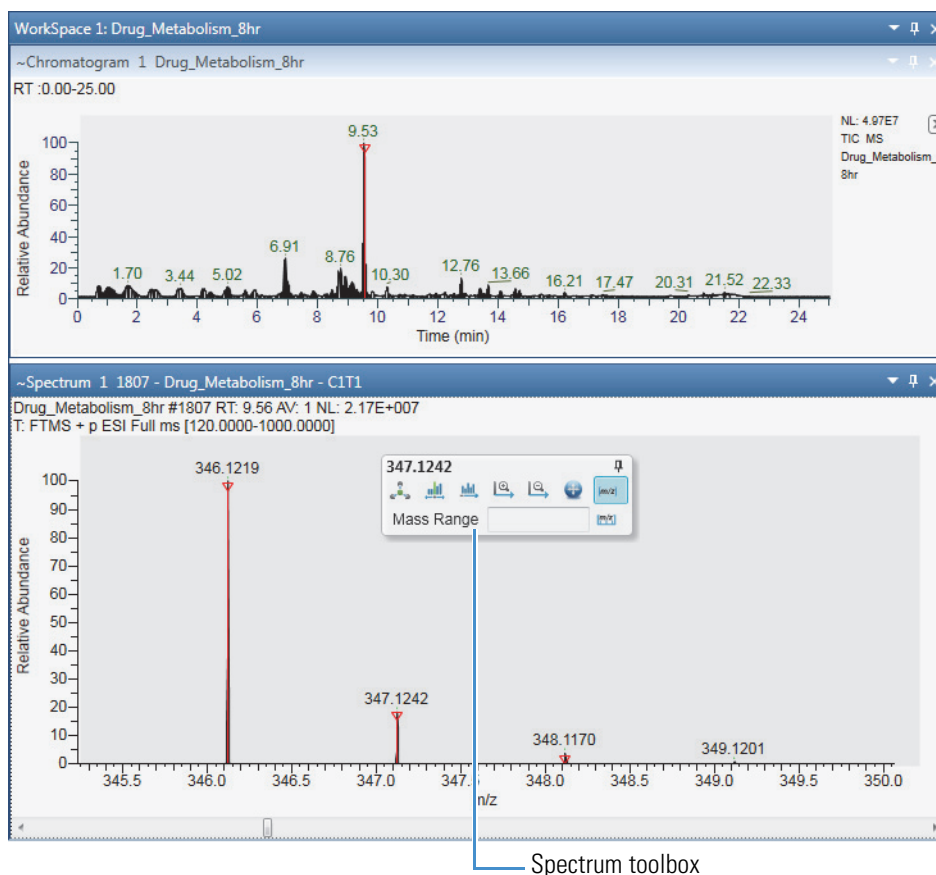 WorkSpace 1: Drug_Metabolism_8hr
~Chromatogram 1 Drug_Metabolism_8hr
RT :0.00-25.00
NL: 4.97E7
TIC MS
Drug_Metabolism_
8hr
9.53
100
80
60
40
20
0
Relative Abundance
1.70 3.44 5.02 6.91 8.76 10.30 12.76 13.66 16.21 17.47 20.31 21.52 22.33
0 2 4 6 8 10 12 14 16 18 20 22 24
Time (min)
~Spectrum 1 1807 - Drug_Metabolism_8hr - C1T1
Drug_Metabolism_8hr #1807 RT: 9.56 AV: 1 NL: 2.17E+007
T: FTMS + p ESI Full ms [120.0000-1000.0000]
346.1219
347.1242
m/z
Mass Range
m/z
100
90
80
70
60
50
40
30
20
10
0
Relative Abundance
347.1242
348.1170
349.1201
345.5 346.0 346.5 347.0 347. 348.0 348.5 349.0 349.5 350.0
m/z
Spectrum toolbox